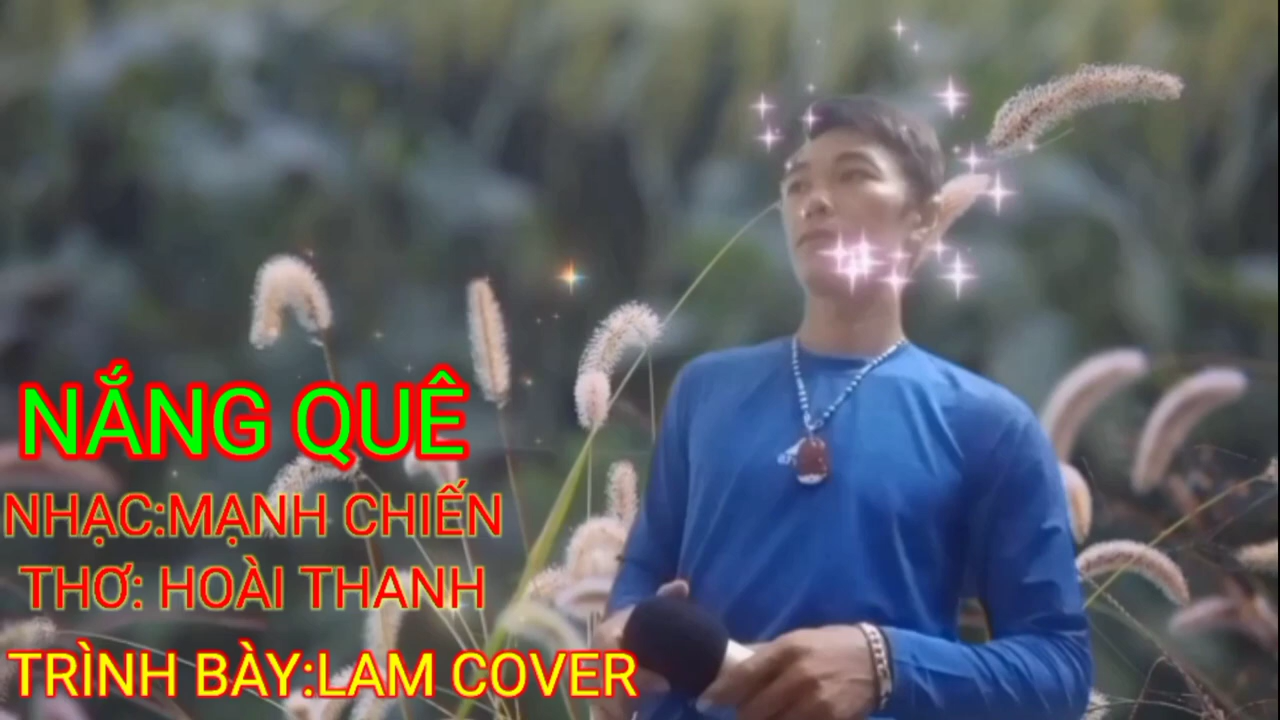 NẮNG QUÊ
NHẠC:MẠNH CHIẾN
THƠ: HOÀI THANH
TRÌNH BÀY:LAM COVER